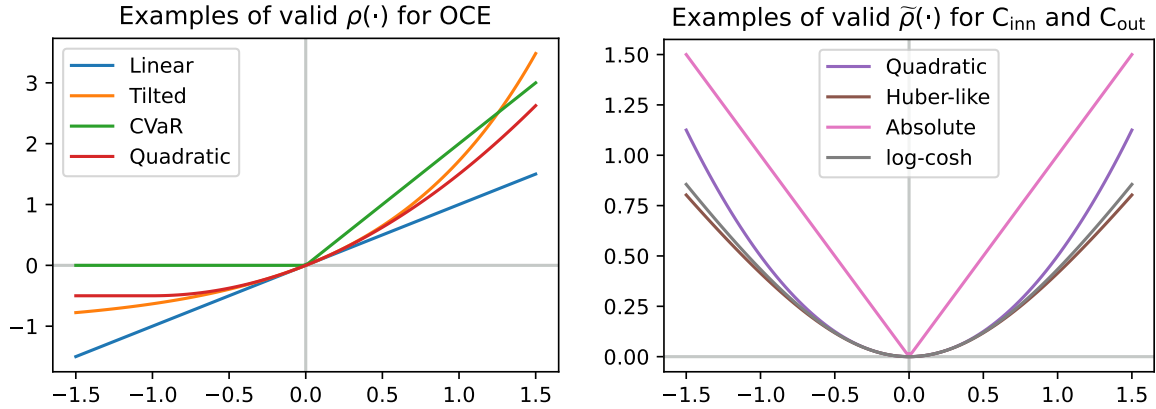 Examples of valid ρ(·) for OCE
Linear
Tilted
CVaR
Quadratic
3
2
1
0
−1
−1.5 −1.0 −0.5 0.0 0.5 1.0 1.5
Examples of valid ρ̃(·) for C_inn and C_out
Quadratic
Huber-like
Absolute
log-cosh
1.50
1.25
1.00
0.75
0.50
0.25
0.00
−1.5 −1.0 −0.5 0.0 0.5 1.0 1.5